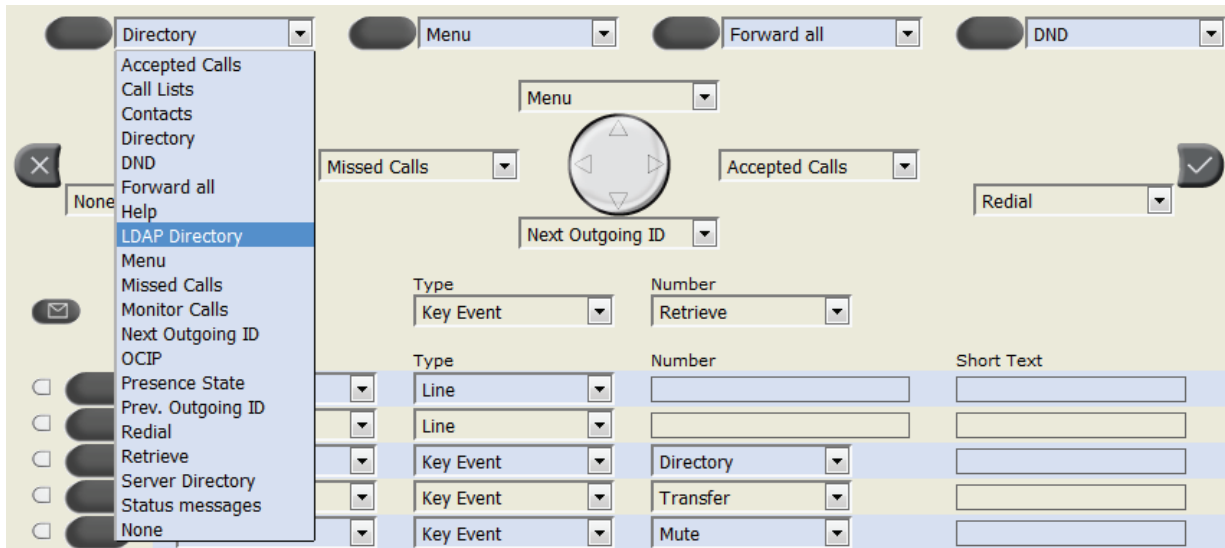 Directory Menu Forward all DND
Accepted Calls
Call Lists
Contacts
Directory
DND
Forward all
Help
LDAP Directory
Menu
Missed Calls
Monitor Calls
Next Outgoing ID
OCIP
Presence State
Prev. Outgoing ID
Redial
Retrieve
Server Directory
Status messages
None
Menu
Missed Calls Accepted Calls
None Redial
Next Outgoing ID
Type Number
Key Event Retrieve
Type Number Short Text
Line
Line
Key Event Directory
Key Event Transfer
Key Event Mute